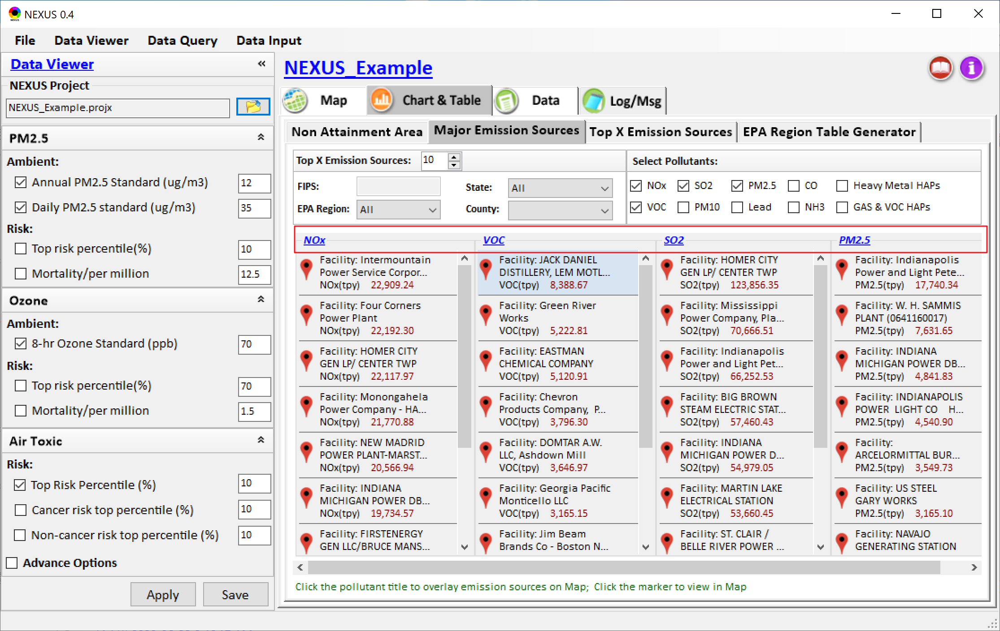 NEXUS 0.4
File Data Viewer Data Query Data Input
Data Viewer «
NEXUS Project
NEXUS_Example.projx
PM2.5
Ambient:
Annual PM2.5 Standard (ug/m3) 12
Daily PM2.5 standard (ug/m3) 35
Risk:
Top risk percentile(%) 10
Mortality/per million 12.5
Ozone
Ambient:
8-hr Ozone Standard (ppb) 70
Risk:
Top risk percentile(%) 70
Mortality/per million 1.5
Air Toxic
Risk:
Top Risk Percentile (%) 10
Cancer risk top percentile (%) 10
Non-cancer risk top percentile (%) 10
Advance Options
Apply Save
NEXUS_Example
Map Chart & Table Data Log/Msg
Non Attainment Area Major Emission Sources Top X Emission Sources EPA Region Table Generator
Top X Emission Sources: 10
FIPS: State: All
EPA Region: All County:
Select Pollutants:
NOx SO2 PM2.5 CO Heavy Metal HAPs
VOC PM10 Lead NH3 GAS & VOC HAPs
NOx
Facility: Intermountain
Power Service Corpor...
NOx(tpy) 22,909.24
Facility: Four Corners
Power Plant
NOx(tpy) 22,192.30
Facility: HOMER CITY
GEN LP/ CENTER TWP
NOx(tpy) 22,117.97
Facility: Monongahela
Power Company - HA...
NOx(tpy) 21,770.88
Facility: NEW MADRID
POWER PLANT-MARST...
NOx(tpy) 20,566.94
Facility: INDIANA
MICHIGAN POWER DB...
NOx(tpy) 19,734.57
Facility: FIRSTENERGY
GEN LLC/BRUCE MANS...
VOC
Facility: JACK DANIEL
DISTILLERY, LEM MOTL...
VOC(tpy) 8,388.67
Facility: Green River
Works
VOC(tpy) 5,222.81
Facility: EASTMAN
CHEMICAL COMPANY
VOC(tpy) 5,120.91
Facility: Chevron
Products Company, P...
VOC(tpy) 3,796.30
Facility: DOMTAR A.W.
LLC, Ashdown Mill
VOC(tpy) 3,646.97
Facility: Georgia Pacific
Monticello LLC
VOC(tpy) 3,165.15
Facility: Jim Beam
Brands Co - Boston N...
SO2
Facility: HOMER CITY
GEN LP/ CENTER TWP
SO2(tpy) 123,856.35
Facility: Mississippi
Power Company, Pla...
SO2(tpy) 70,666.51
Facility: Indianapolis
Power and Light Pet...
SO2(tpy) 66,252.53
Facility: BIG BROWN
STEAM ELECTRIC STAT...
SO2(tpy) 57,460.43
Facility: INDIANA
MICHIGAN POWER D...
SO2(tpy) 54,979.05
Facility: MARTIN LAKE
ELECTRICAL STATION
SO2(tpy) 53,660.45
Facility: ST. CLAIR /
BELLE RIVER POWER ...
PM2.5
Facility: Indianapolis
Power and Light Pete...
PM2.5(tpy) 17,740.34
Facility: W. H. SAMMIS
PLANT (0641160017)
PM2.5(tpy) 7,631.65
Facility: INDIANA
MICHIGAN POWER DB...
PM2.5(tpy) 4,841.83
Facility: INDIANAPOLIS
POWER LIGHT CO H...
PM2.5(tpy) 4,540.90
Facility:
ARCELORMITTAL BUR...
PM2.5(tpy) 3,549.73
Facility: US STEEL
GARY WORKS
PM2.5(tpy) 3,165.10
Facility: NAVAJO
GENERATING STATION
Click the pollutant title to overlay emission sources on Map; Click the marker to view in Map